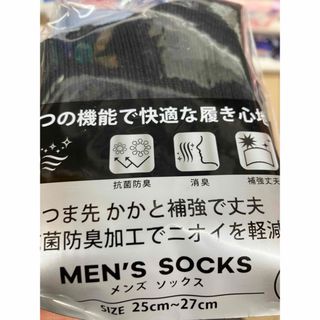 つの機能で快適な履き心地
抗菌防臭 消臭 補強丈夫
つま先 かかと補強で丈夫
菌防臭加工でニオイを軽減
MEN'S SOCKS
メンズ ソックス
SIZE 25cm~27cm